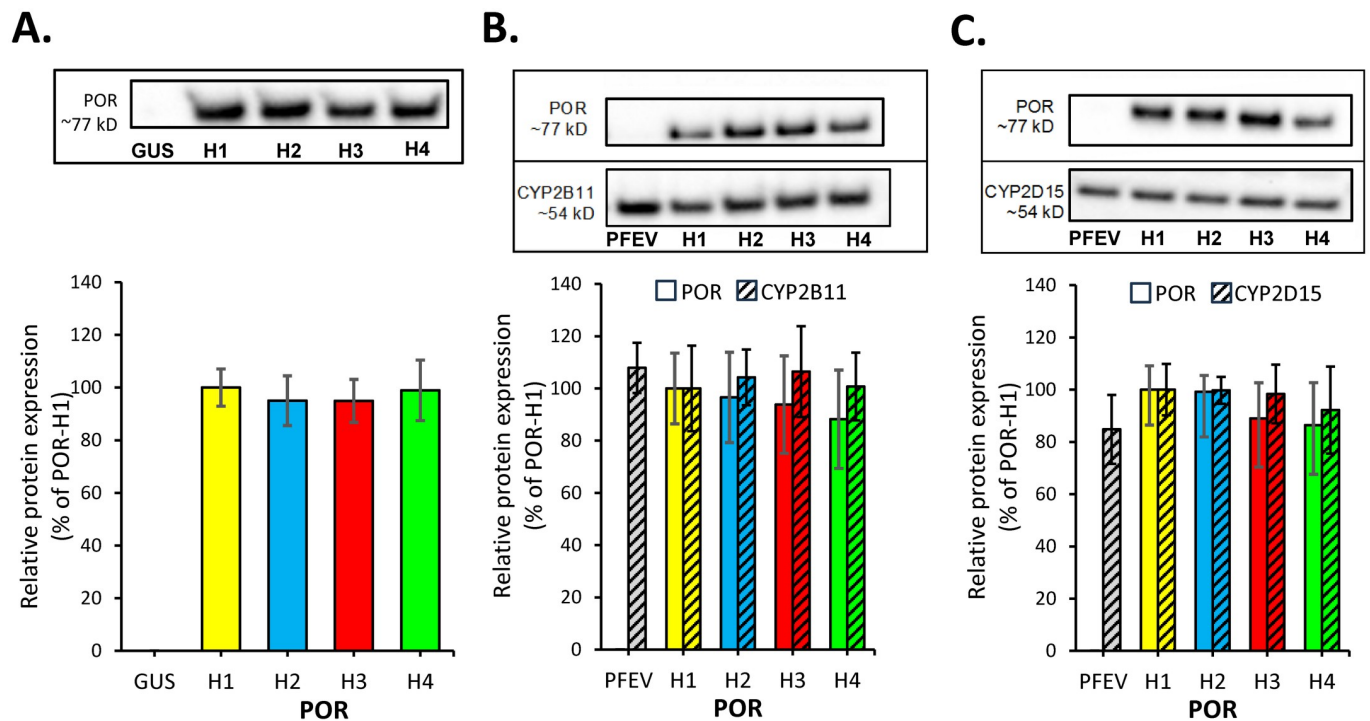 A.
POR
~77 kD
GUS H1 H2 H3 H4
Relative protein expression
(% of POR-H1)
140
120
100
80
60
40
20
0
GUS H1 H2 H3 H4
POR
B.
POR
~77 kD
CYP2B11
~54 kD
PFEV H1 H2 H3 H4
POR CYP2B11
Relative protein expression
(% of POR-H1)
140
120
100
80
60
40
20
0
PFEV H1 H2 H3 H4
POR
C.
POR
~77 kD
CYP2D15
~54 kD
PFEV H1 H2 H3 H4
POR CYP2D15
Relative protein expression
(% of POR-H1)
140
120
100
80
60
40
20
0
PFEV H1 H2 H3 H4
POR